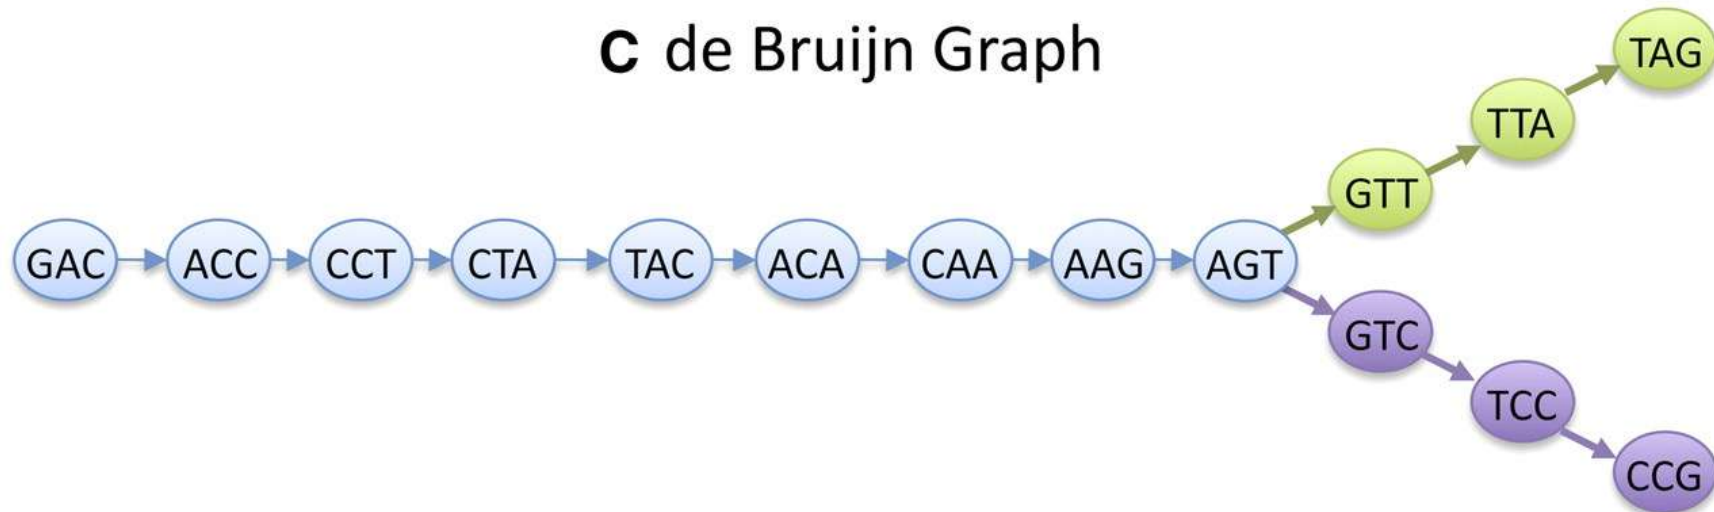 C de Bruijn Graph
TAG
TTA
GTT
GAC ACC CCT CTA TAC ACA CAA AAG AGT
GTC
TCC
CCG